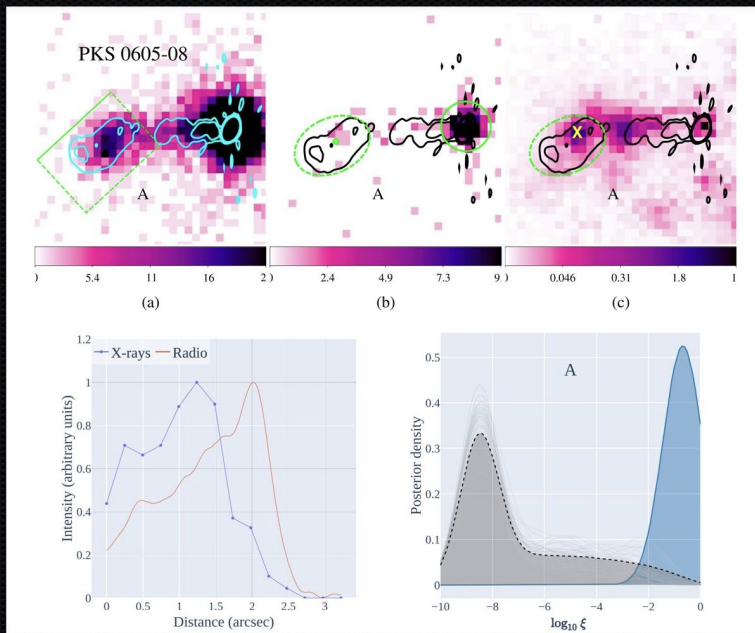 PKS 0605-08
A
A
A
) 5.4 11 16 2
) 2.4 4.9 7.3 9
) 0.046 0.31 1.8 1
(a)
(b)
(c)
1.2
1
0.8
0.6
0.4
0.2
0
X-rays
Radio
Intensity (arbitrary units)
0 0.5 1 1.5 2 2.5 3
Distance (arcsec)
A
0.5
0.4
0.3
0.2
0.1
0
Posterior density
−10 −8 −6 −4 −2 0
log₁₀ ξ